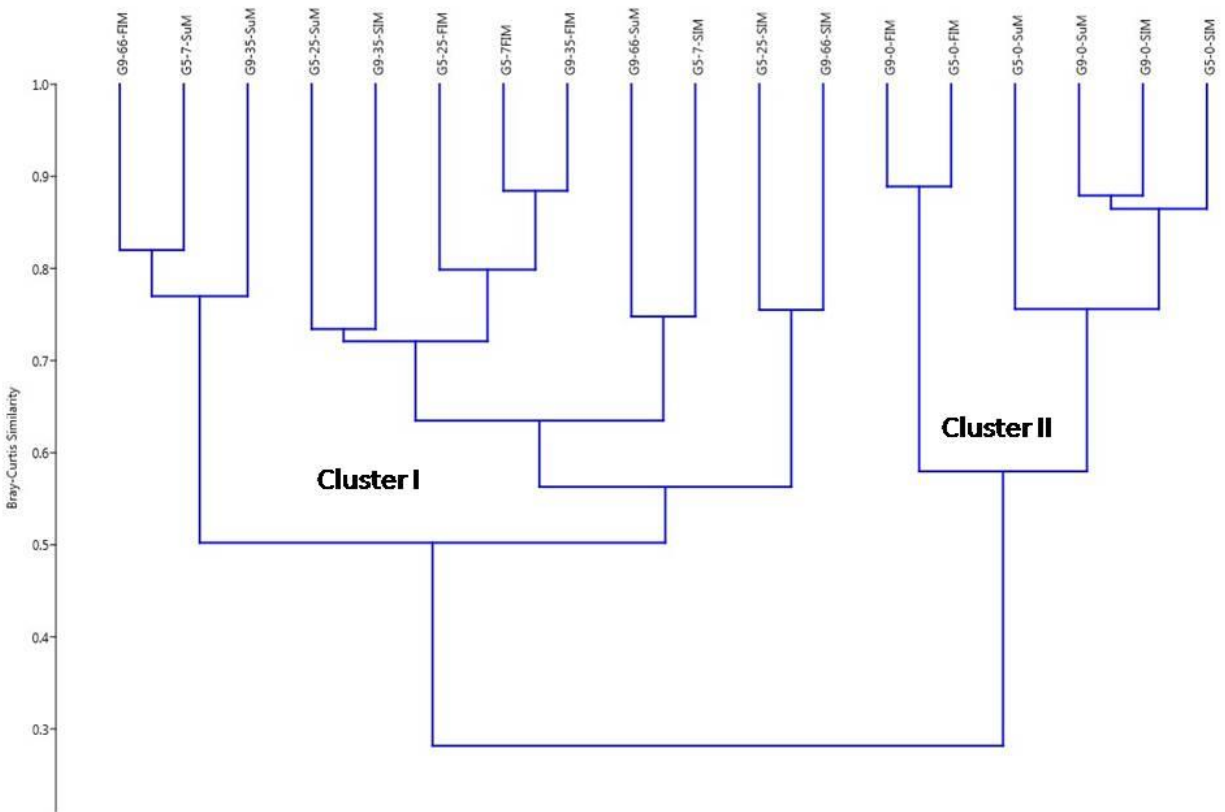 G9-66-FIM
G5-7-SuM
G9-35-SuM
G5-25-SuM
G9-35-SIM
G5-25-FIM
G5-7FIM
G9-35-FIM
G9-66-SuM
G5-7-SIM
G5-25-SIM
G9-66-SIM
G9-0-FIM
G5-0-FIM
G5-0-SuM
G9-0-SuM
G9-0-SIM
G5-0-SIM
1.0
0.9
0.8
0.7
0.6
0.5
0.4
0.3
Bray-Curtis Similarity
Cluster I
Cluster II